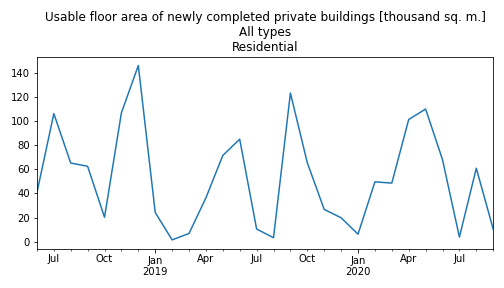 Usable floor area of newly completed private buildings [thousand sq. m.]
All types
Residential
140
120
100
80
60
40
20
0
Jul Oct Jan Apr Jul Oct Jan Apr Jul
2019 2020